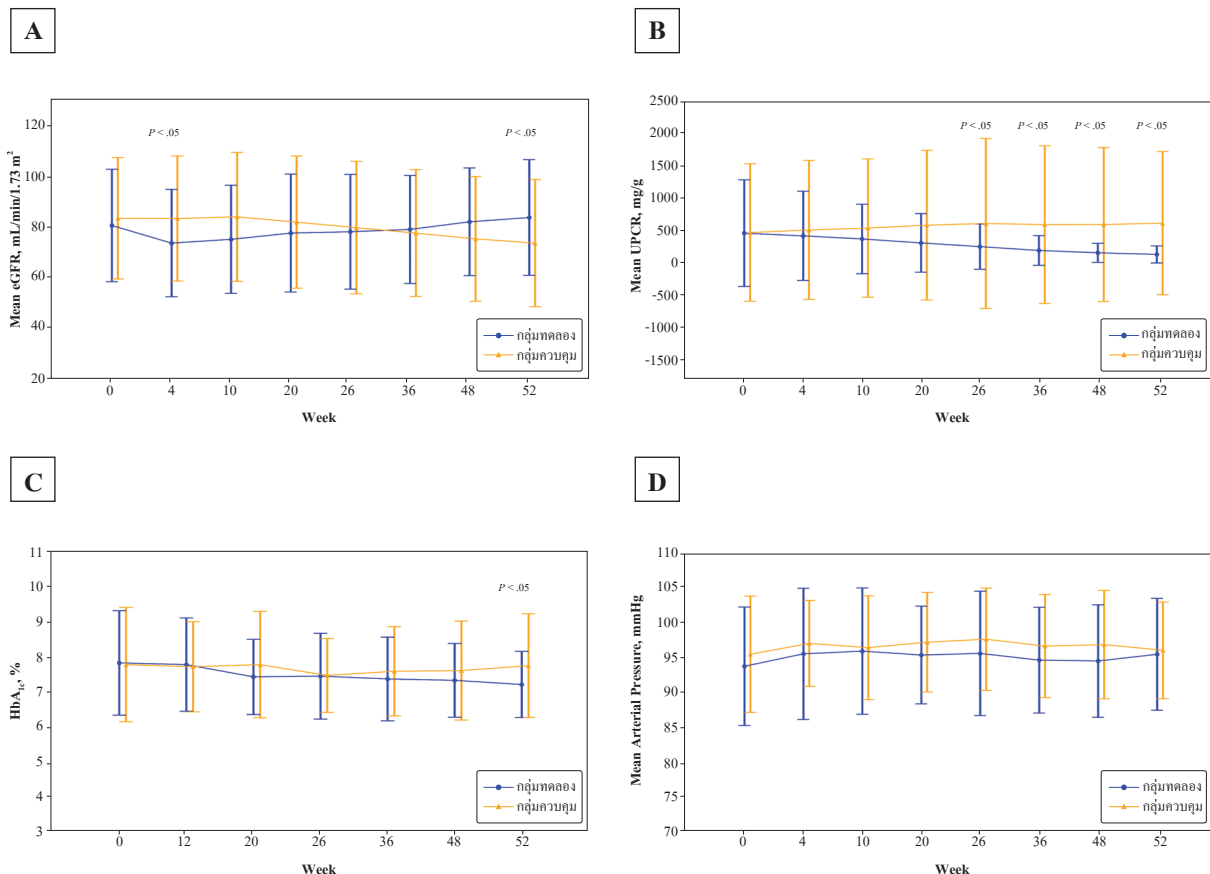 A
Mean eGFR, mL/min/1.73 m²
120
100
80
60
40
20
P < .05
P < .05
กลุ่มทดลอง
กลุ่มควบคุม
0 4 10 20 26 36 48 52
Week
B
Mean UPCR, mg/g
2500
2000
1500
1000
500
0
-500
-1000
-1500
P < .05
P < .05
P < .05
P < .05
กลุ่มทดลอง
กลุ่มควบคุม
0 4 10 20 26 36 48 52
Week
C
HbA1c, %
11
10
9
8
7
6
5
4
3
P < .05
กลุ่มทดลอง
กลุ่มควบคุม
0 12 20 26 36 48 52
Week
D
Mean Arterial Pressure, mmHg
110
105
100
95
90
85
80
75
70
กลุ่มทดลอง
กลุ่มควบคุม
0 4 10 20 26 36 48 52
Week